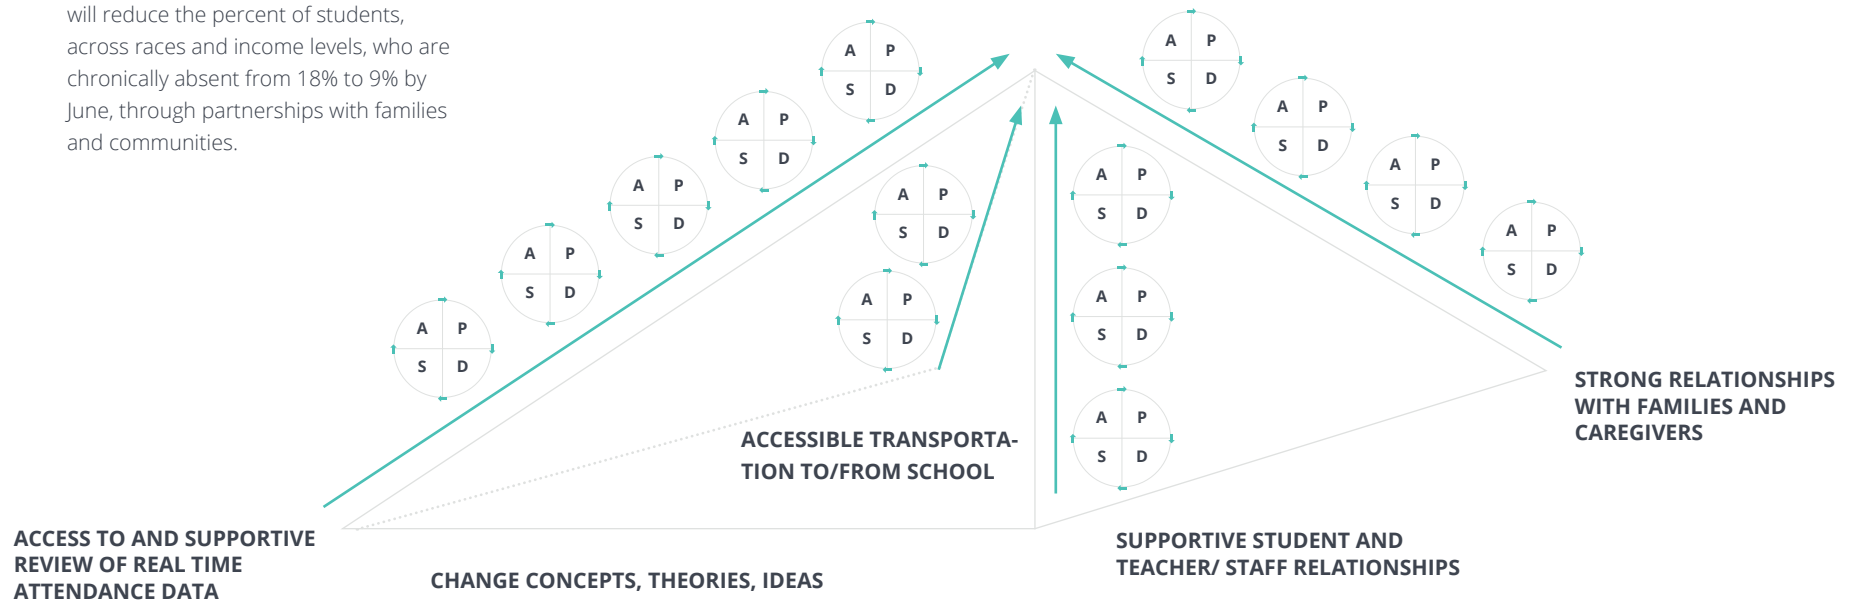 will reduce the percent of students,
across races and income levels, who are
chronically absent from 18% to 9% by
June, through partnerships with families
and communities.
A P
S D
A P
S D
A P
S D
A P
S D
A P
S D
A P
S D
A P
S D
A P
S D
A P
S D
A P
S D
A P
S D
A P
S D
A P
S D
A P
S D
ACCESSIBLE TRANSPORTA-
TION TO/FROM SCHOOL
STRONG RELATIONSHIPS
WITH FAMILIES AND
CAREGIVERS
ACCESS TO AND SUPPORTIVE
REVIEW OF REAL TIME
ATTENDANCE DATA
CHANGE CONCEPTS, THEORIES, IDEAS
SUPPORTIVE STUDENT AND
TEACHER/ STAFF RELATIONSHIPS